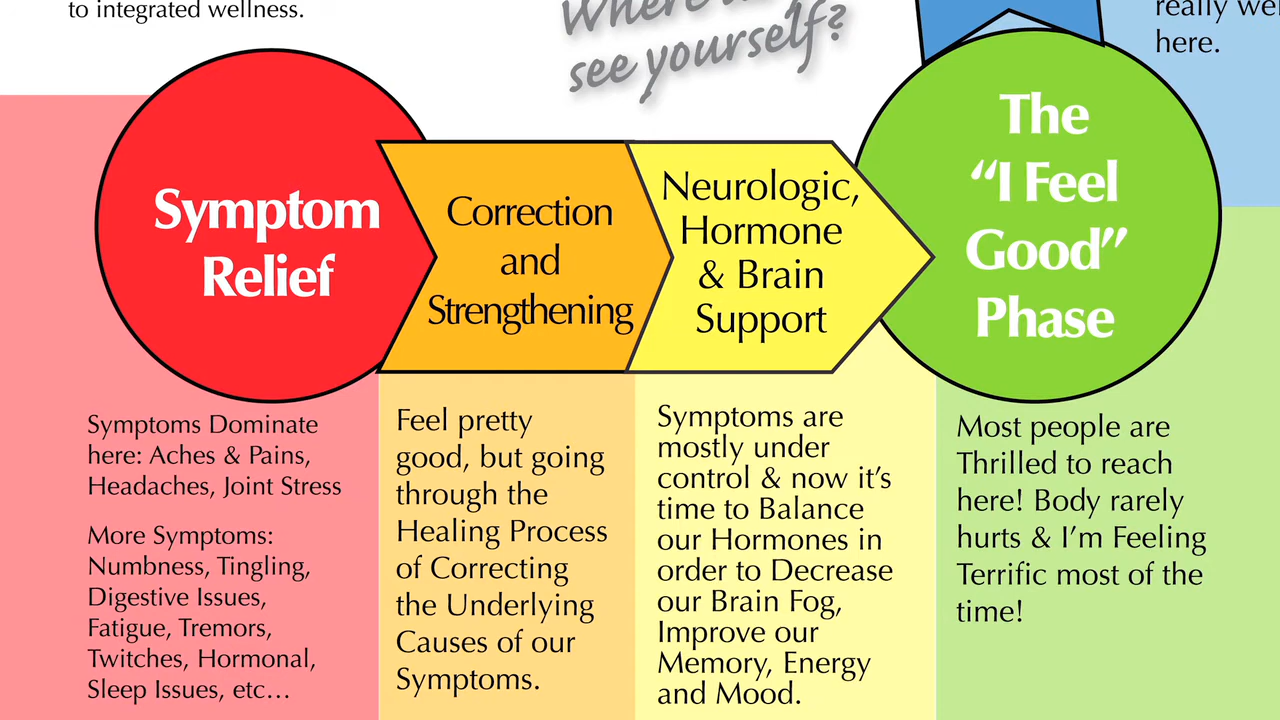 to integrated wellness.
see yourself?
really
here.
Symptom
Relief
Correction
and
Strengthening
Neurologic,
Hormone
& Brain
Support
The
“I Feel
Good”
Phase
Symptoms Dominate
here: Aches & Pains,
Headaches, Joint Stress
More Symptoms:
Numbness, Tingling,
Digestive Issues,
Fatigue, Tremors,
Twitches, Hormonal,
Sleep Issues, etc…
Feel pretty
good, but going
through the
Healing Process
of Correcting
the Underlying
Causes of our
Symptoms.
Symptoms are
mostly under
control & now it’s
time to Balance
our Hormones in
order to Decrease
our Brain Fog,
Improve our
Memory, Energy
and Mood.
Most people are
Thrilled to reach
here! Body rarely
hurts & I’m Feeling
Terrific most of the
time!